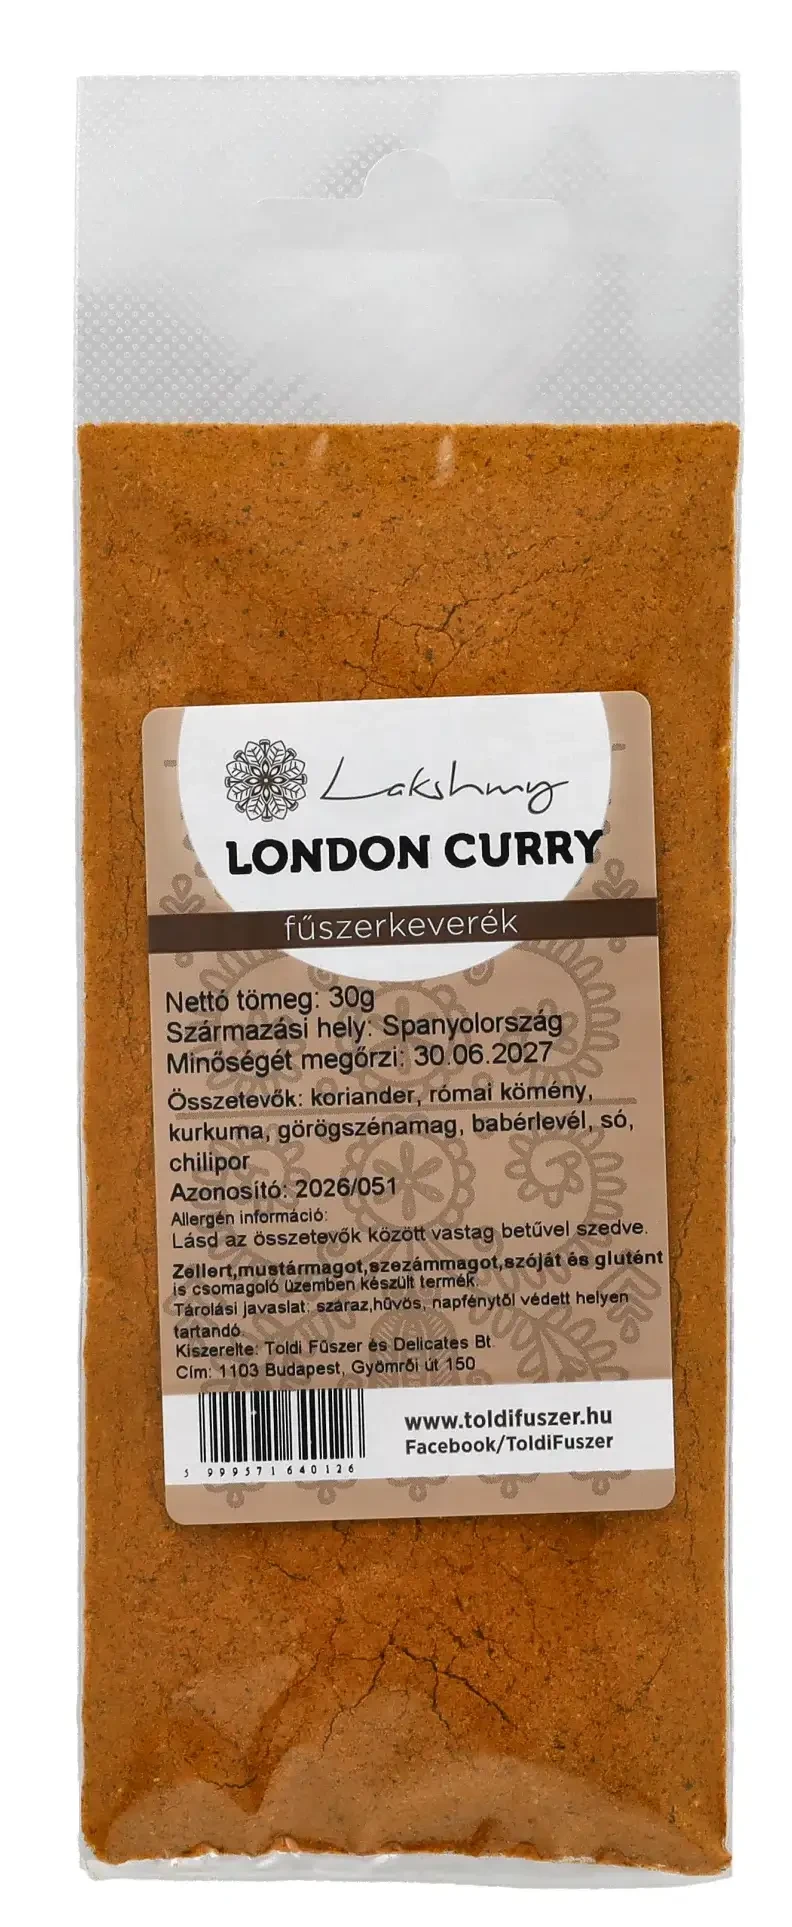 Lakshmy
LONDON CURRY
fűszerkeverék
Nettó tömeg: 30g
Származási hely: Spanyolország
Minőségét megőrzi: 30.06.2027
Összetevők: koriander, római kömény,
kurkuma, görögszénamag, babérlevél, só,
chilipor
Azonosító: 2026/051
Allergén információ:
Lásd az összetevők között vastag betűvel szedve.
Zellert,mustármagot,szezámmagot,szóját és glutént
is csomagoló üzemben készült termék.
Tárolási javaslat: száraz,hűvös, napfénytől védett helyen
tartandó.
Kiszerelte: Toldi Fűszer és Delicates Bt.
Cím: 1103 Budapest, Gyömrői út 150
www.toldifuszer.hu
Facebook/ToldiFuszer
5 999571 640126